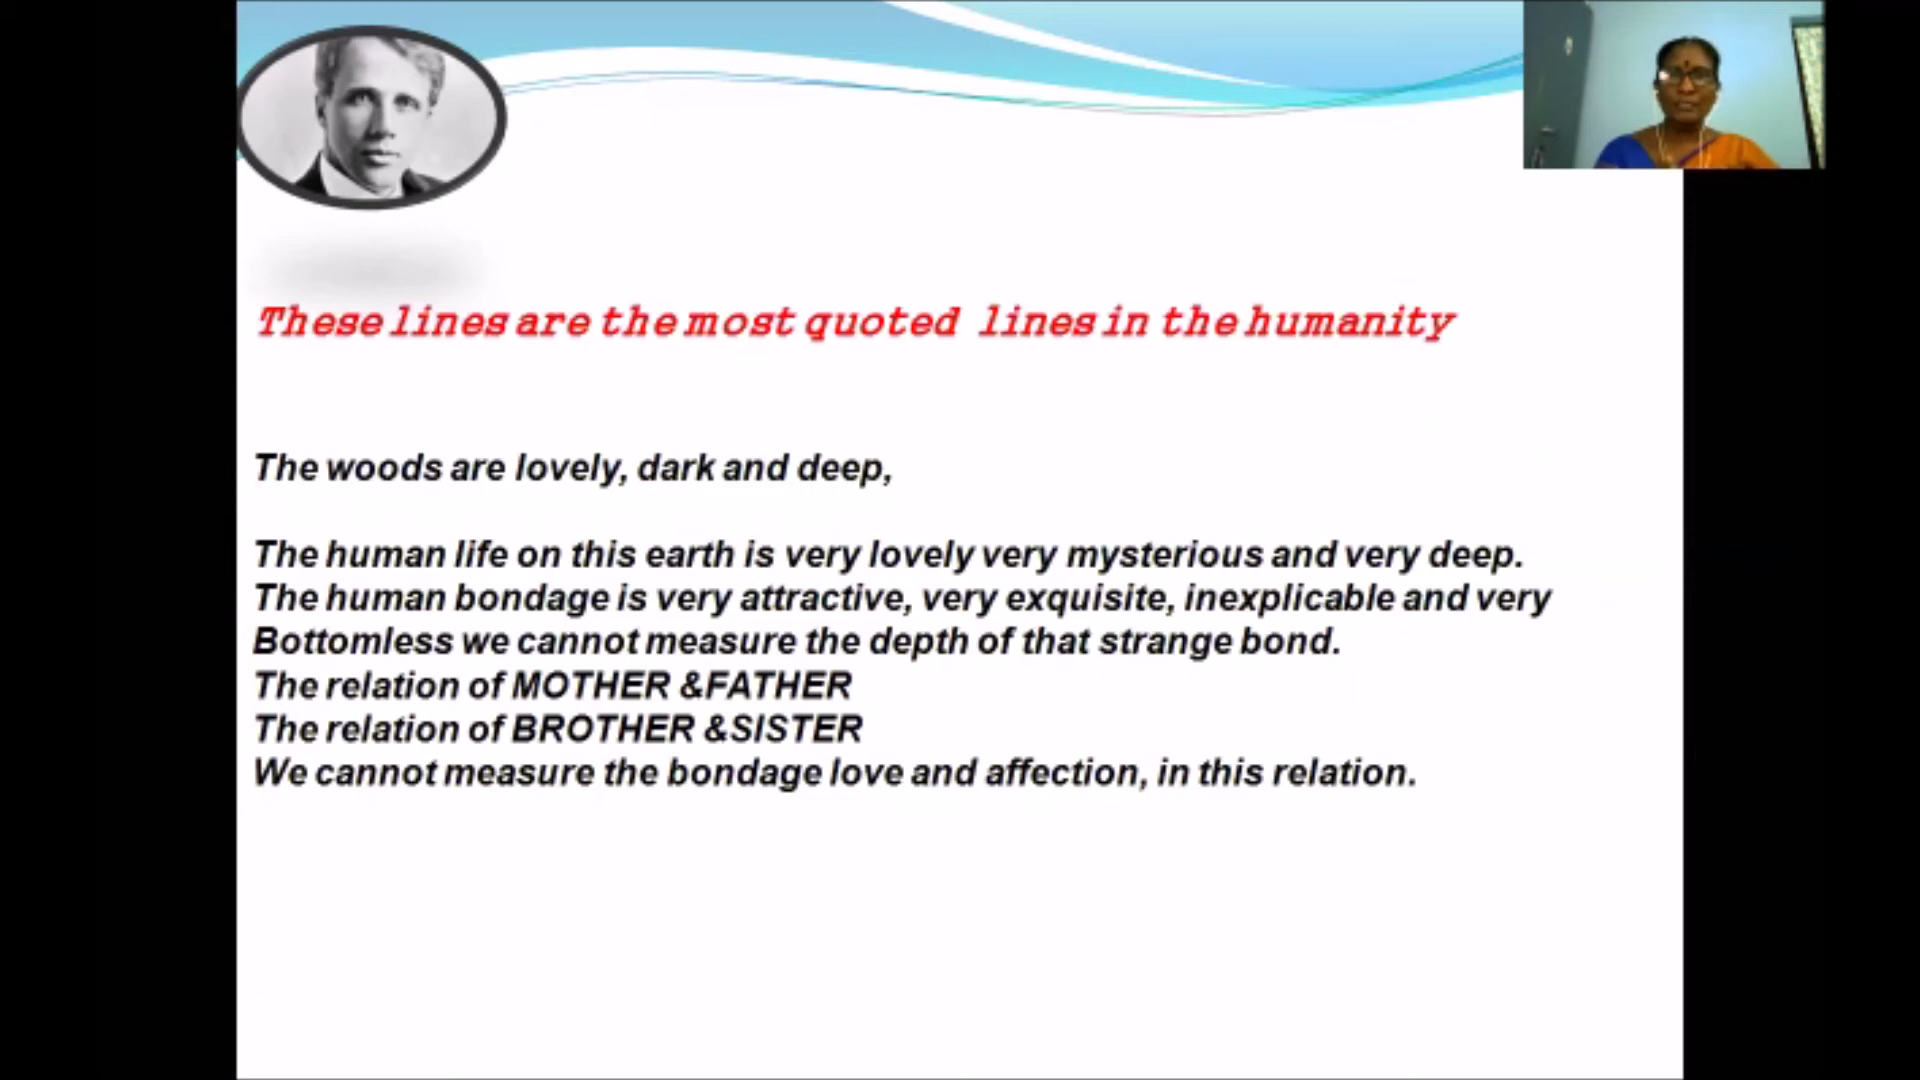 These lines are the most quoted lines in the humanity
The woods are lovely, dark and deep,
The human life on this earth is very lovely very mysterious and very deep.
The human bondage is very attractive, very exquisite, inexplicable and very
Bottomless we cannot measure the depth of that strange bond.
The relation of MOTHER &FATHER
The relation of BROTHER &SISTER
We cannot measure the bondage love and affection, in this relation.